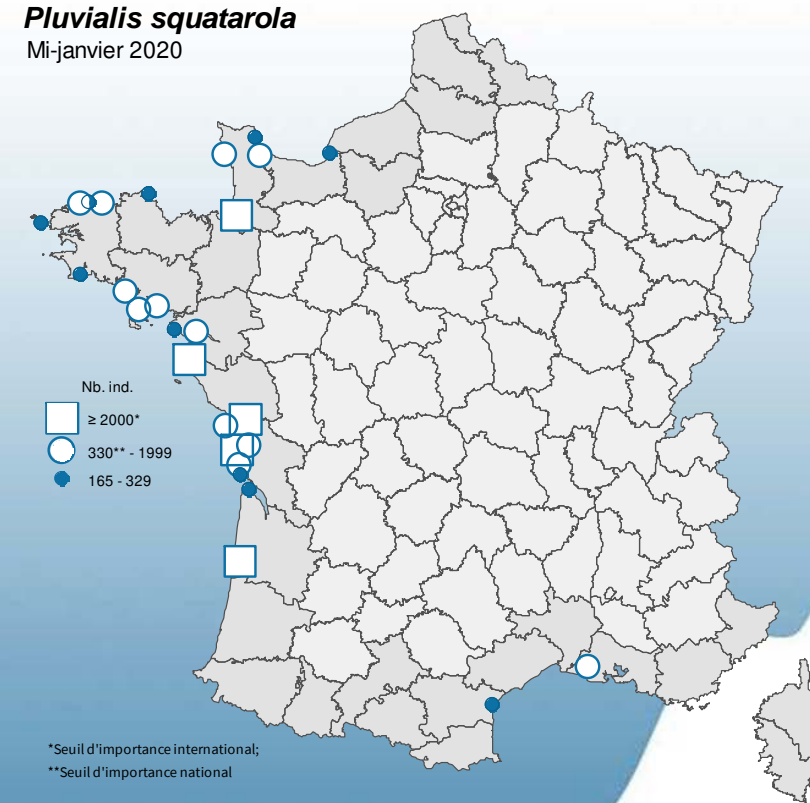 Pluvialis squatarola
Mi-janvier 2020
Nb. ind.
≥ 2000*
330** - 1999
165 - 329
*Seuil d'importance international;
**Seuil d'importance national